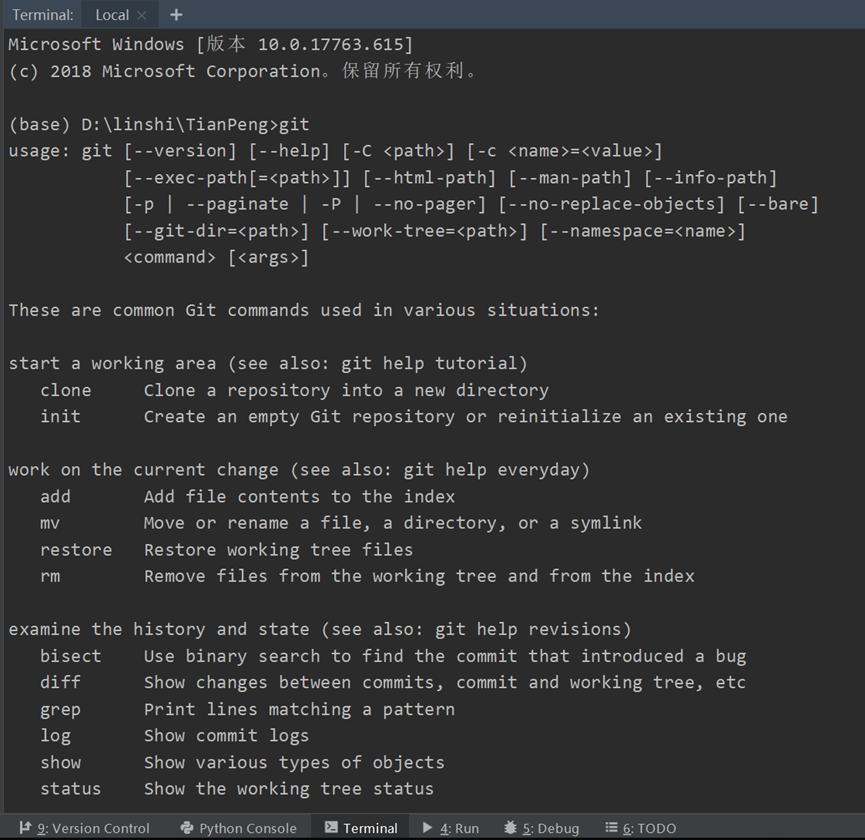 Terminal: Local × +
Microsoft Windows [版本 10.0.17763.615]
(c) 2018 Microsoft Corporation。保留所有权利。
(base) D:\linshi\TianPeng>git
usage: git [--version] [--help] [-C <path>] [-c <name>=<value>]
[--exec-path[=<path>]] [--html-path] [--man-path] [--info-path]
[-p | --paginate | -P | --no-pager] [--no-replace-objects] [--bare]
[--git-dir=<path>] [--work-tree=<path>] [--namespace=<name>]
<command> [<args>]
These are common Git commands used in various situations:
start a working area (see also: git help tutorial)
clone Clone a repository into a new directory
init Create an empty Git repository or reinitialize an existing one
work on the current change (see also: git help everyday)
add Add file contents to the index
mv Move or rename a file, a directory, or a symlink
restore Restore working tree files
rm Remove files from the working tree and from the index
examine the history and state (see also: git help revisions)
bisect Use binary search to find the commit that introduced a bug
diff Show changes between commits, commit and working tree, etc
grep Print lines matching a pattern
log Show commit logs
show Show various types of objects
status Show the working tree status
9: Version Control Python Console Terminal 4: Run 5: Debug 6: TODO